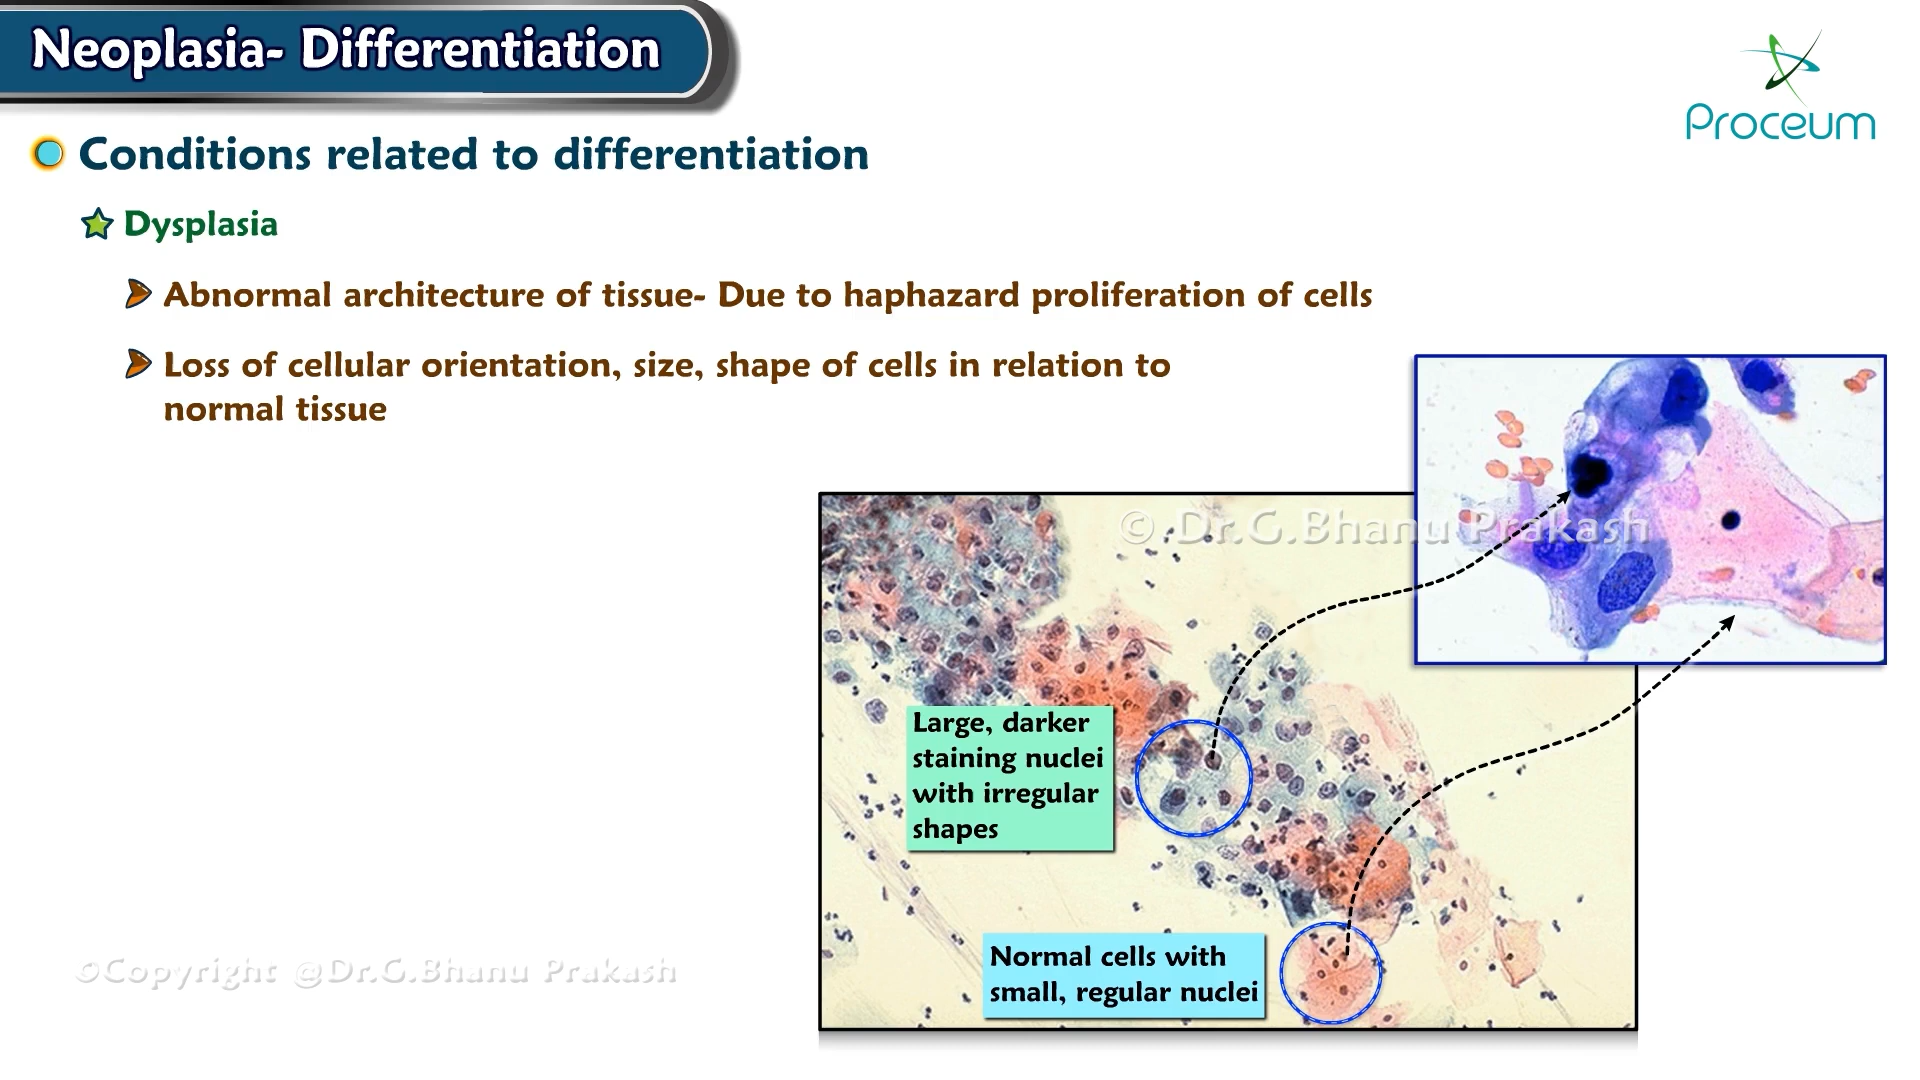 Neoplasia- Differentiation
Proceum
Conditions related to differentiation
Dysplasia
Abnormal architecture of tissue- Due to haphazard proliferation of cells
Loss of cellular orientation, size, shape of cells in relation to
normal tissue
© Dr.G.Bhanu Prakash
Large, darker
staining nuclei
with irregular
shapes
Normal cells with
small, regular nuclei
©Copyright @Dr.G.Bhanu Prakash